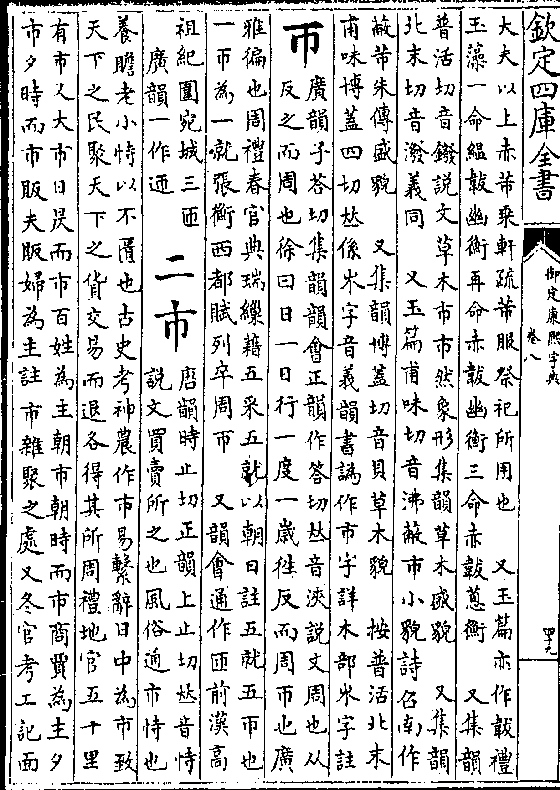 欽定四庫全書
御定康熙字典
卷八
四九
大夫以上赤芾乘軒疏芾服祭祀所用也　又玉篇亦作韍禮
玉藻一命縕韍幽衡再命赤韍幽衡三命赤韍蔥衡　又集韻
普活切音鏺說文草木巿巿然象形集韻草木盛貌　又集韻
北末切音潑義同　又玉篇甫味切音沸蔽巿小貌詩召南作
蔽芾朱傳盛貌　又集韻博蓋切音貝草木貌　按普活北末
甫味博蓋四切𠀤係𣎵字音義韻書譌作巿字詳木部𣎵字註
帀　廣韻子荅切集韻韻會正韻作答切𠀤音浹說文周也从
反之而周也徐曰日一日行一度一歲徃反而周帀也廣
雅徧也周禮春官典瑞繅藉五采五就以朝日註五就五帀也
一帀為一就張衡西都賦列卒周帀　又韻會通作匝前漢高
祖紀圍宛城三匝
廣韻一作迊　二　市　唐韻時止切正韻上止切𠀤音恃
說文買賣所之也風俗通市恃也
養贍老小恃以不匱也古史考神農作市易繫辭日中為市致
天下之民聚天下之貨交易而退各得其所周禮地官五十里
有市又大市日昃而市百姓為主朝市朝時而市商賈為主夕
市夕時而市販夫販婦為主註市雜聚之處又冬官考工記面